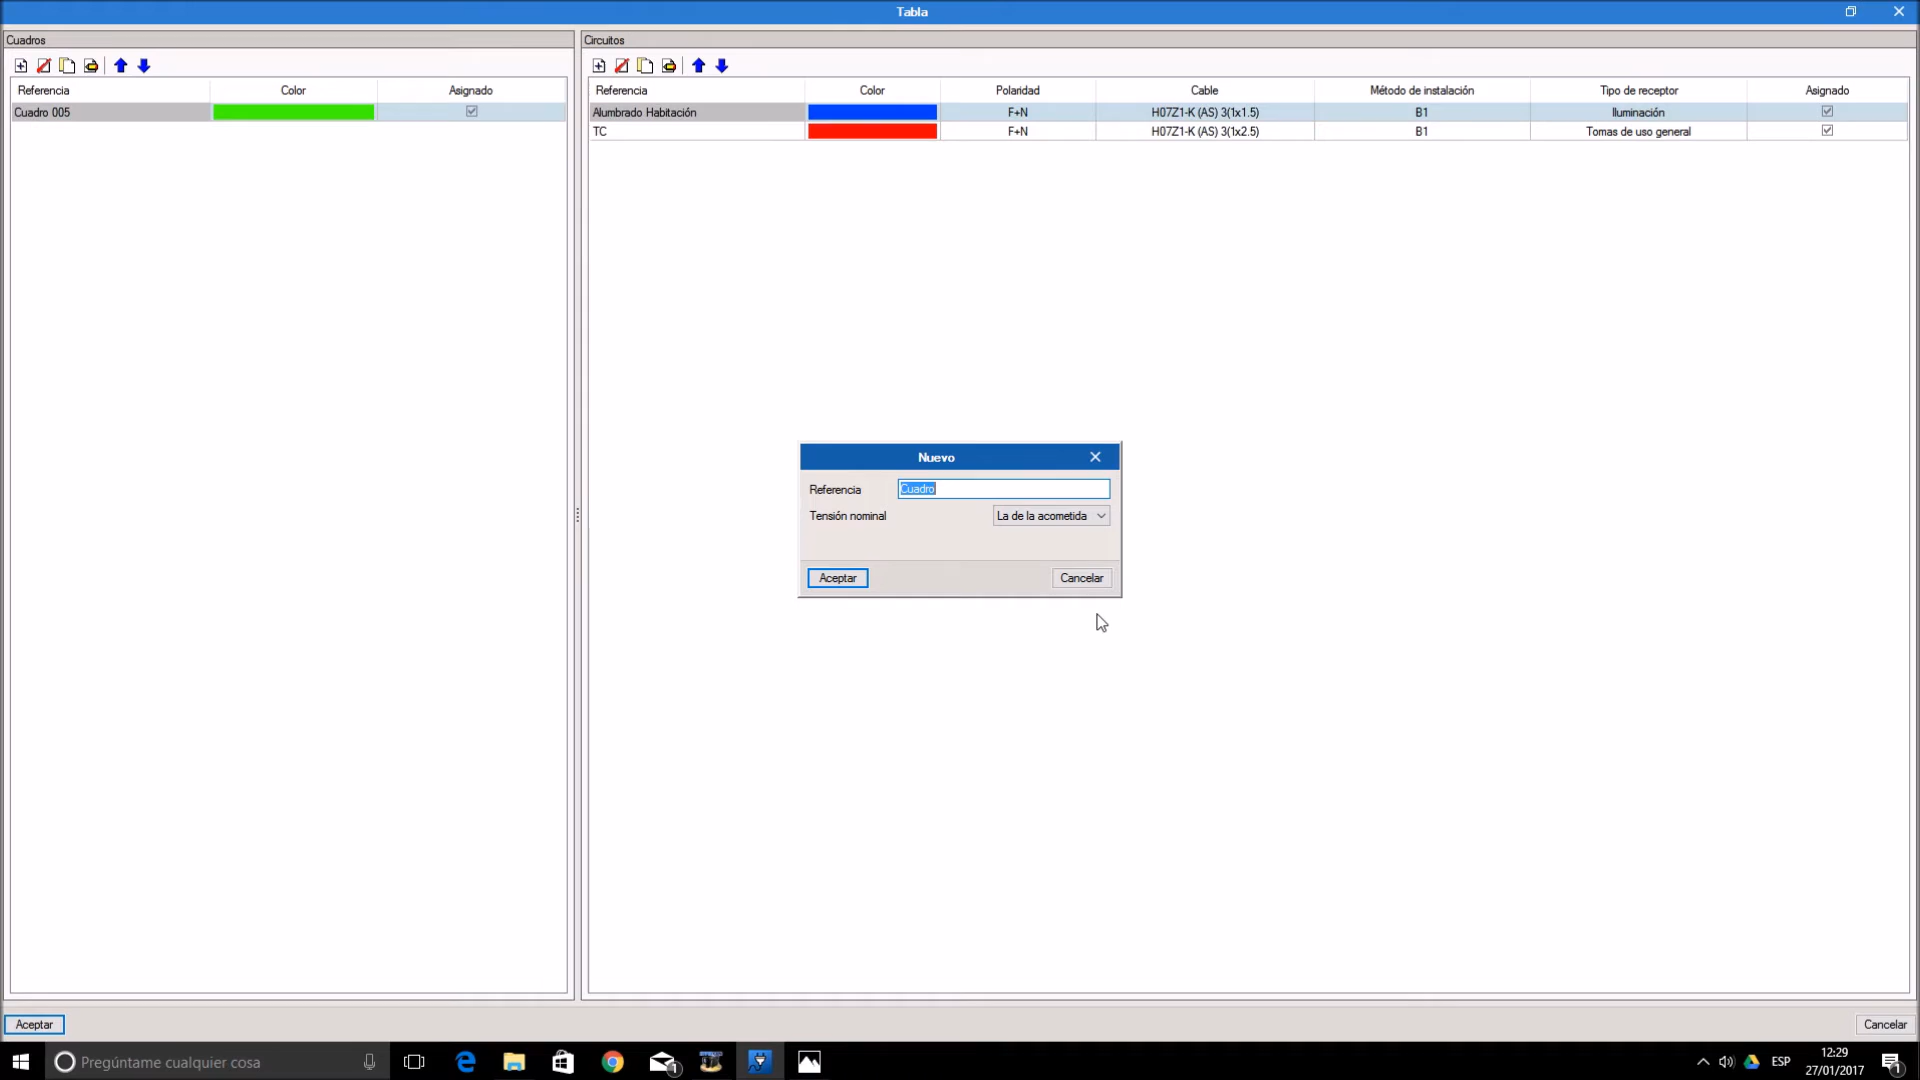 Tabla
Cuadros
Referencia Color Asignado
Cuadro 005
Circuitos
Referencia Color Polaridad Cable Método de instalación Tipo de receptor Asignado
Alumbrado Habitación F+N H07Z1-K (AS) 3(1x1.5) B1 Iluminación
TC F+N H07Z1-K (AS) 3(1x2.5) B1 Tomas de uso general
Nuevo
Referencia Cuadro
Tensión nominal La de la acometida
Aceptar Cancelar
Aceptar Cancelar
Pregúntame cualquier cosa
1
ESP
12:29
27/01/2017
1